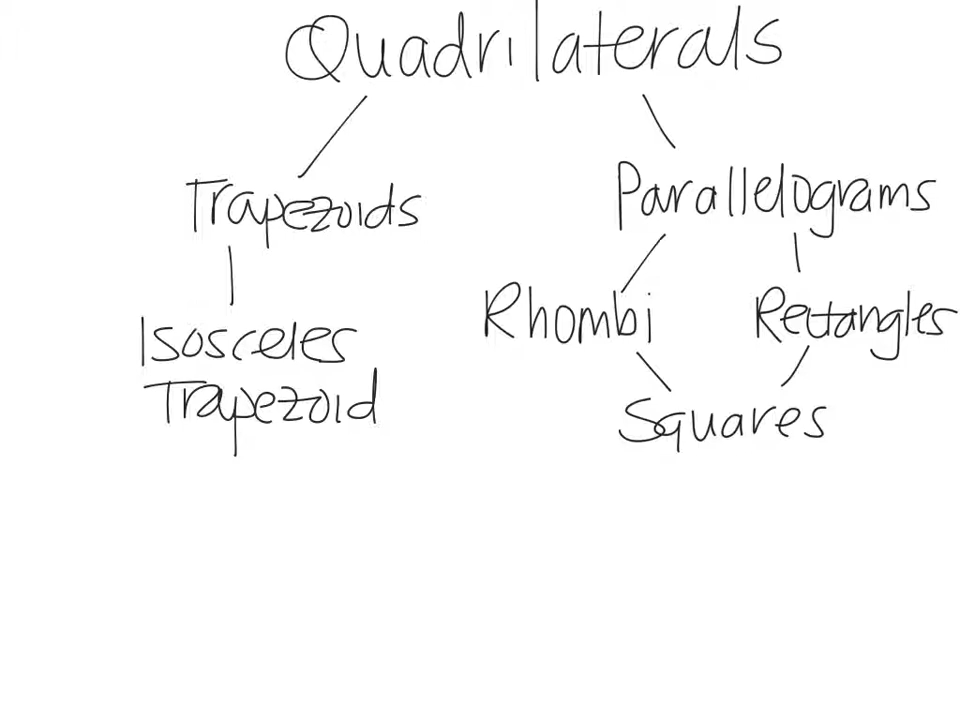 Quadrilaterals
Trapezoids
Parallelograms
Rhombi
Rectangles
Isosceles
Trapezoid
Squares